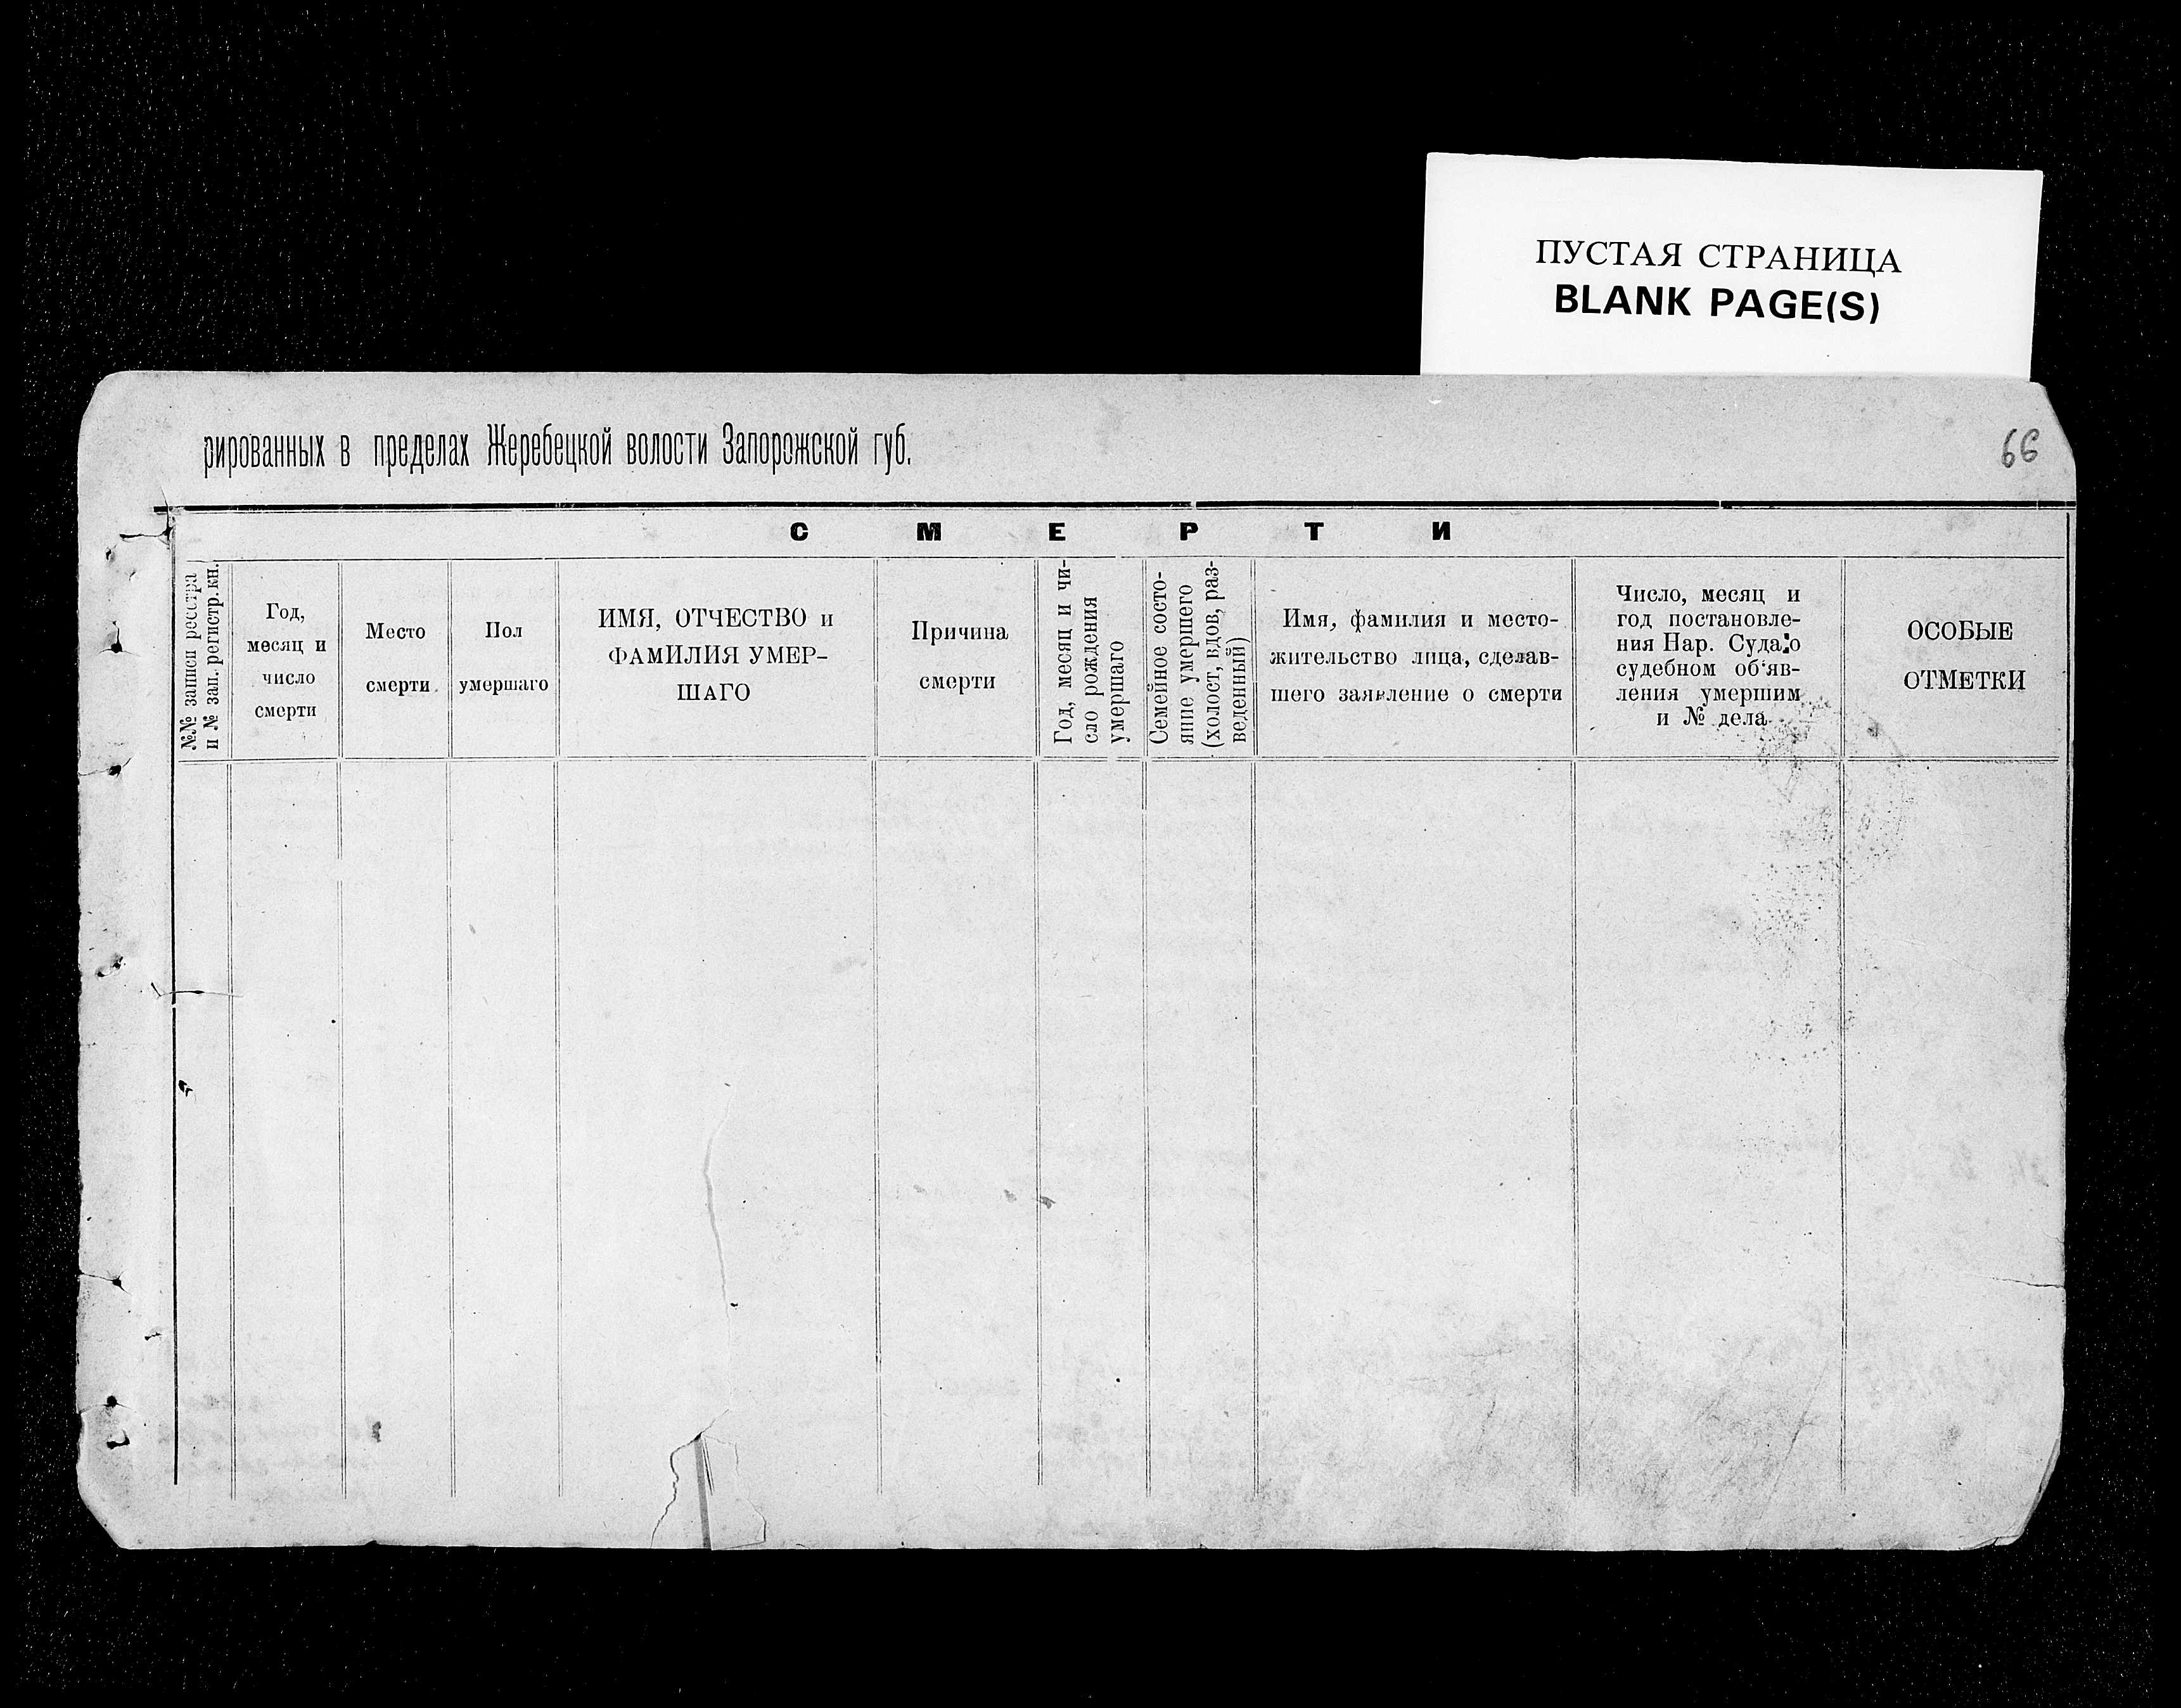 ПУСТАЯ СТРАНИЦА
BLANK PAGE(S)
рированных в пределах Жеребецкой волости Запорожской губ.
66
СМЕРТИ
№№ записи реестра
и № зап. регистр. кн.
Год,
месяц и
число
смерти
Место
смерти
Пол
умершаго
ИМЯ, ОТЧЕСТВО и
ФАМИЛИЯ УМЕР-
ШАГО
Причина
смерти
Год, месяц и чи-
сло рождения
умершаго
Семейное состо-
яние умершего
(холост, вдов, раз-
веденный)
Имя, фамилия и место-
жительство лица, сделав-
шего заявление о смерти
Число, месяц и
год постановле-
ния Нар. Суда о
судебном об'яв-
ления умершим
и № дела
ОСОБЫЕ
ОТМЕТКИ